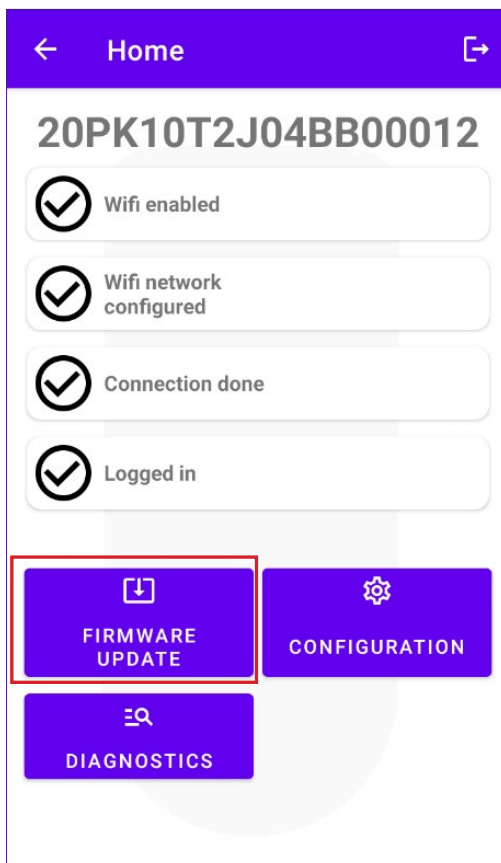 Home
20PK10T2J04BB00012
Wifi enabled
Wifi network
configured
Connection done
Logged in
FIRMWARE
UPDATE
CONFIGURATION
DIAGNOSTICS